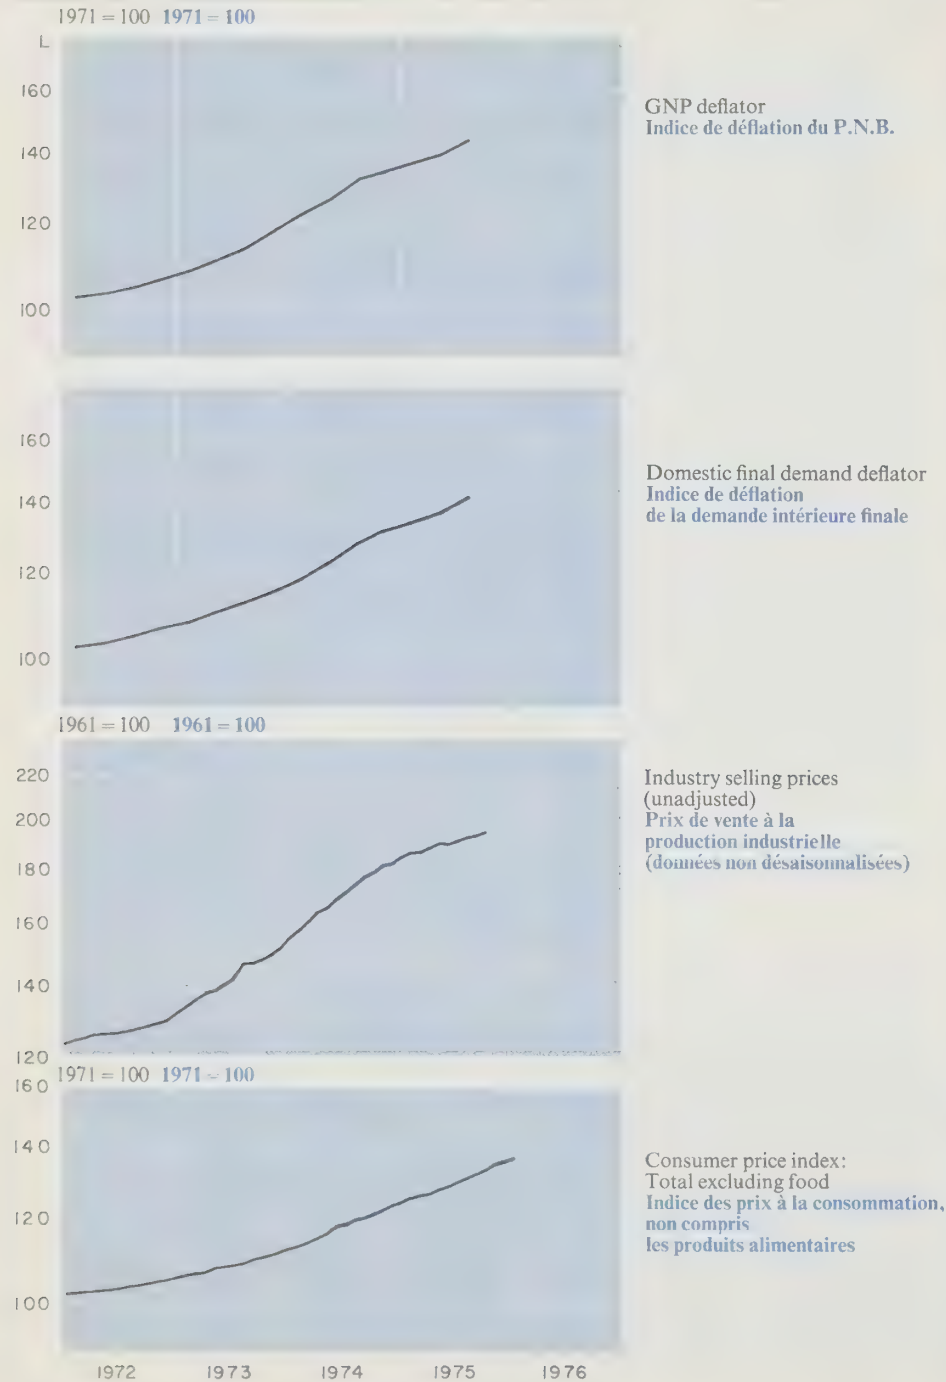 1971 = 100 1971 = 100
L
160
140
120
100
GNP deflator
Indice de déflation du P.N.B.
160
140
120
100
Domestic final demand deflator
Indice de déflation
de la demande intérieure finale
1961 = 100 1961 = 100
220
200
180
160
140
120
Industry selling prices
(unadjusted)
Prix de vente à la
production industrielle
(données non désaisonnalisées)
1971 = 100 1971 = 100
160
140
120
100
Consumer price index:
Total excluding food
Indice des prix à la consommation,
non compris
les produits alimentaires
1972 1973 1974 1975 1976